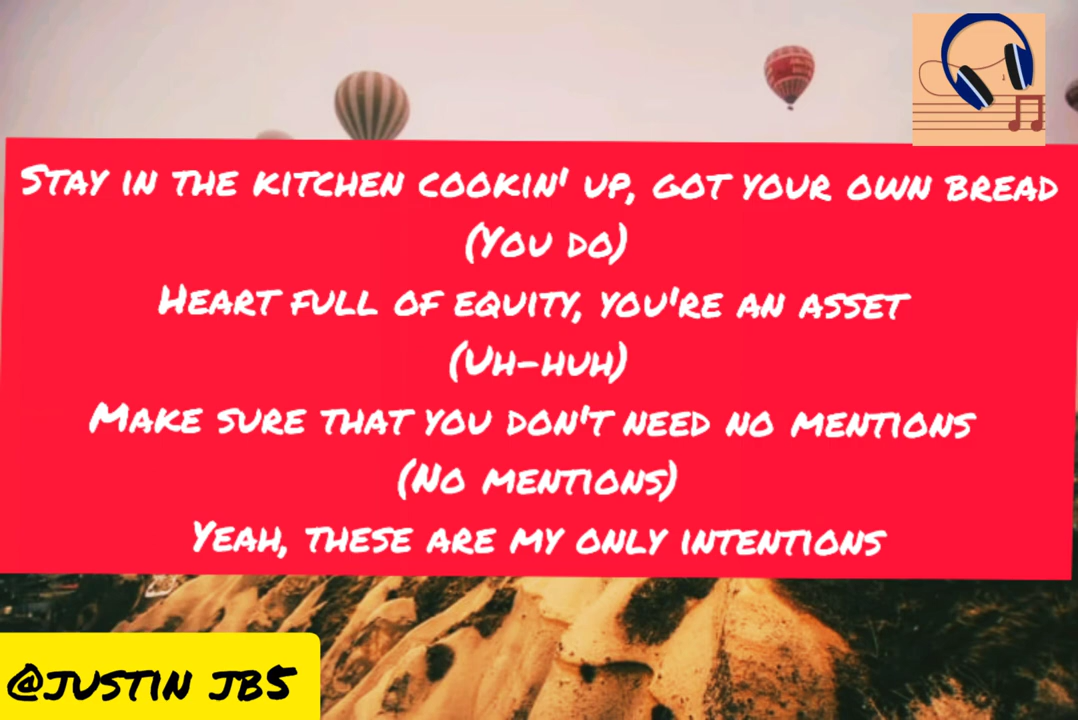 Stay in the kitchen cookin' up, got your own bread
(You do)
Heart full of equity, you're an asset
(Uh-huh)
Make sure that you don't need no mentions
(No mentions)
Yeah, these are my only intentions
@justin jb5